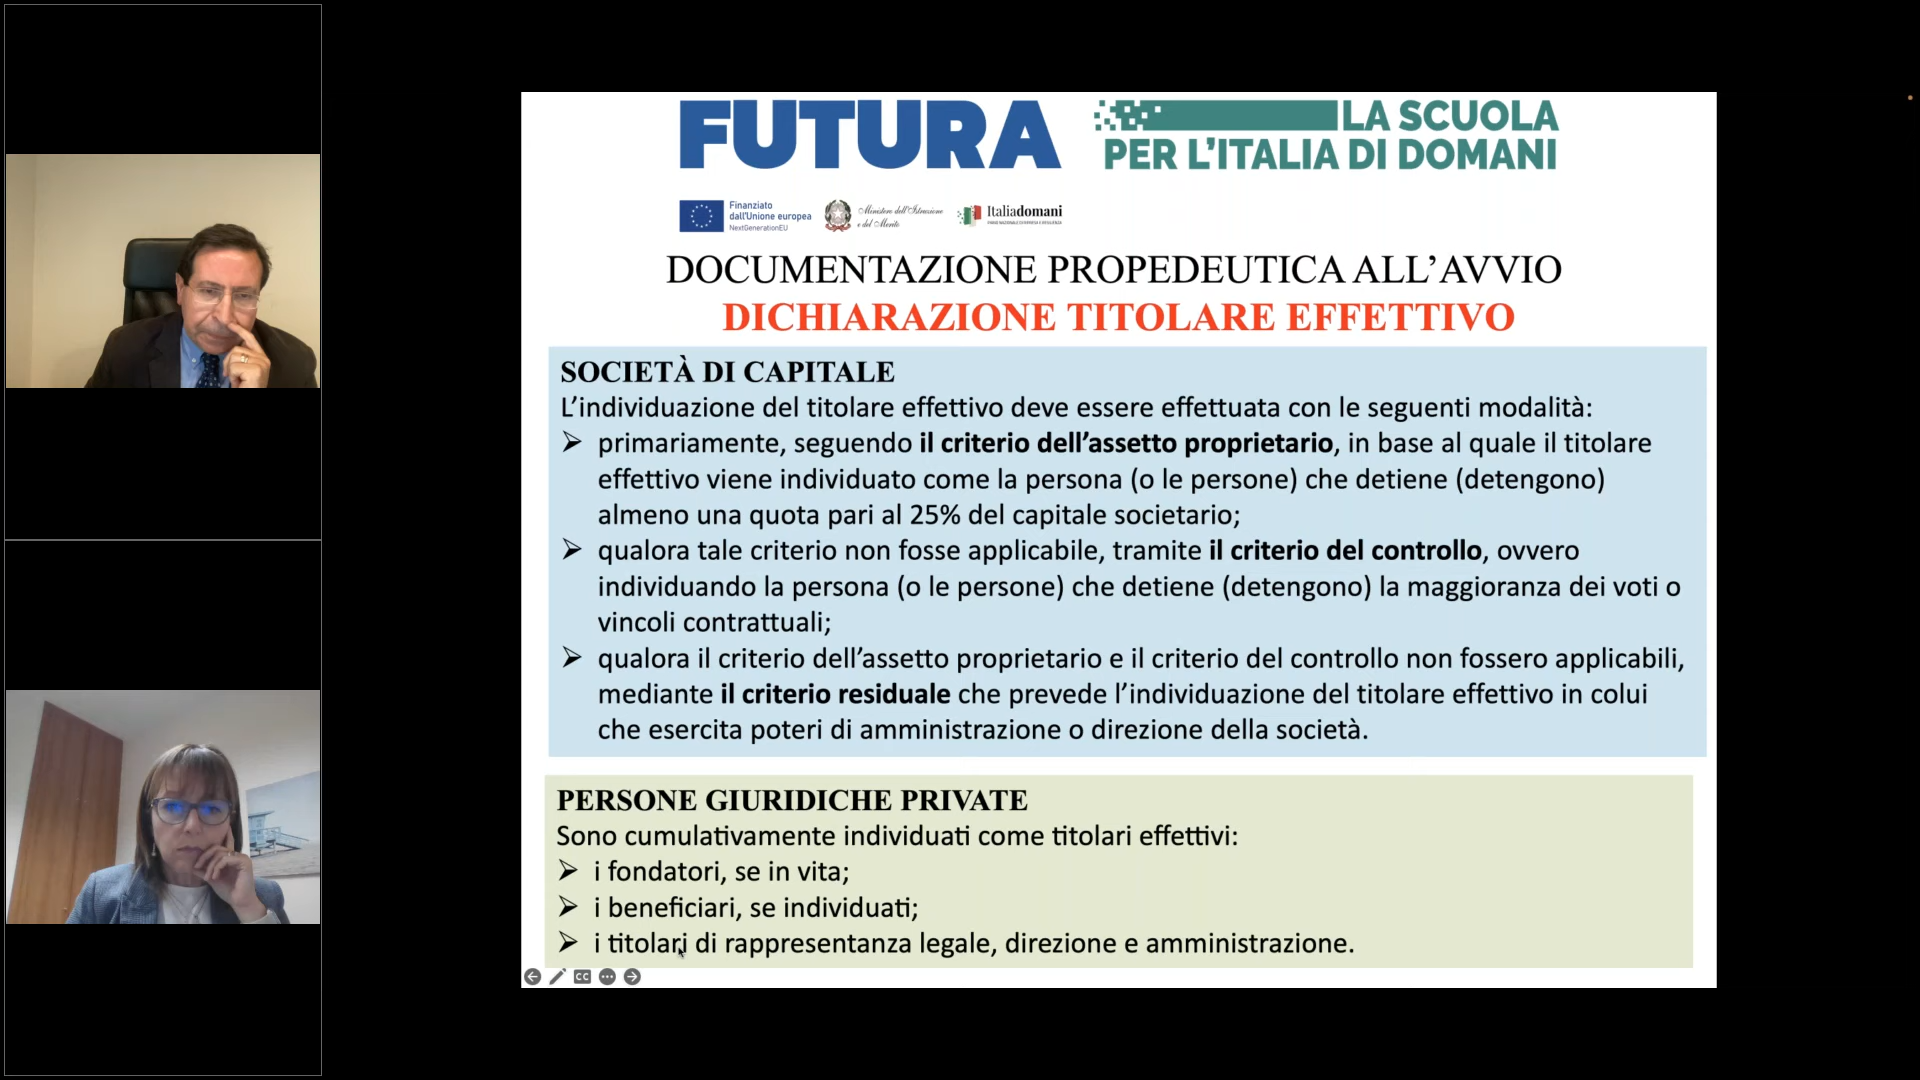 FUTURA
LA SCUOLA
PER L’ITALIA DI DOMANI
Finanziato
dall'Unione europea
NextGenerationEU
Ministero dell'Istruzione
e del Merito
Italiadomani
PIANO NAZIONALE DI RIPRESA E RESILIENZA
DOCUMENTAZIONE PROPEDEUTICA ALL’AVVIO
DICHIARAZIONE TITOLARE EFFETTIVO
SOCIETÀ DI CAPITALE
L’individuazione del titolare effettivo deve essere effettuata con le seguenti modalità:
➢ primariamente, seguendo il criterio dell’assetto proprietario, in base al quale il titolare
effettivo viene individuato come la persona (o le persone) che detiene (detengono)
almeno una quota pari al 25% del capitale societario;
➢ qualora tale criterio non fosse applicabile, tramite il criterio del controllo, ovvero
individuando la persona (o le persone) che detiene (detengono) la maggioranza dei voti o
vincoli contrattuali;
➢ qualora il criterio dell’assetto proprietario e il criterio del controllo non fossero applicabili,
mediante il criterio residuale che prevede l’individuazione del titolare effettivo in colui
che esercita poteri di amministrazione o direzione della società.
PERSONE GIURIDICHE PRIVATE
Sono cumulativamente individuati come titolari effettivi:
➢ i fondatori, se in vita;
➢ i beneficiari, se individuati;
➢ i titolari di rappresentanza legale, direzione e amministrazione.
CC